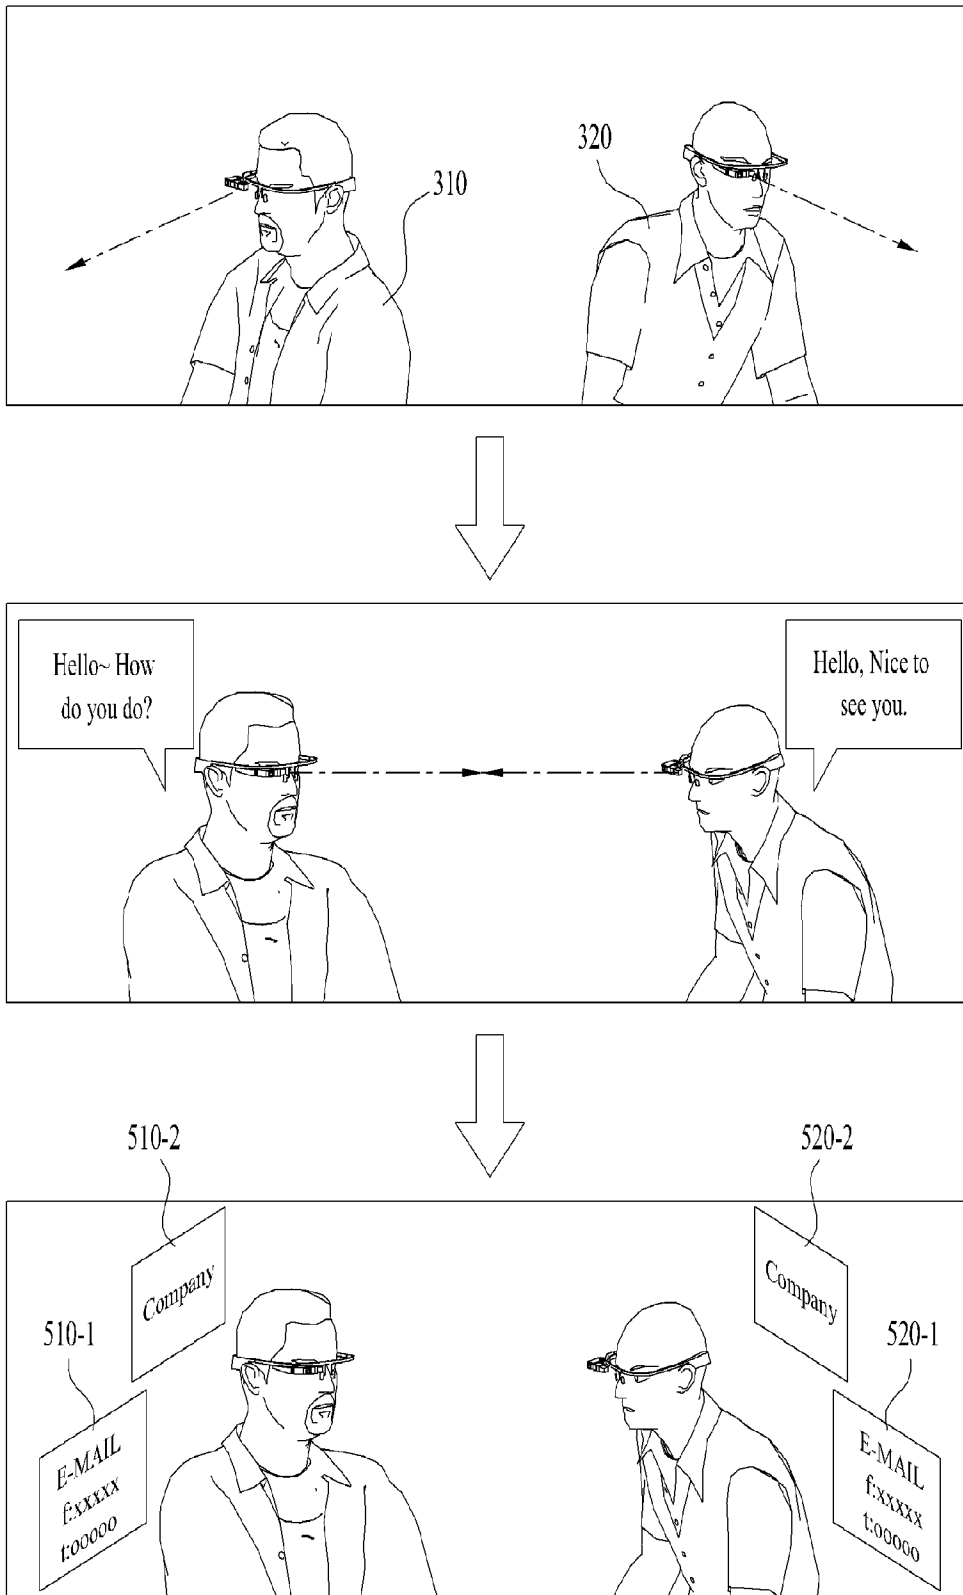 320
310
Hello~ How
do you do?
Hello, Nice to
see you.
510-2
520-2
Company
Company
510-1
520-1
E-MAIL
f:xxxxx
t:ooooo
E-MAIL
f:xxxxx
t:ooooo